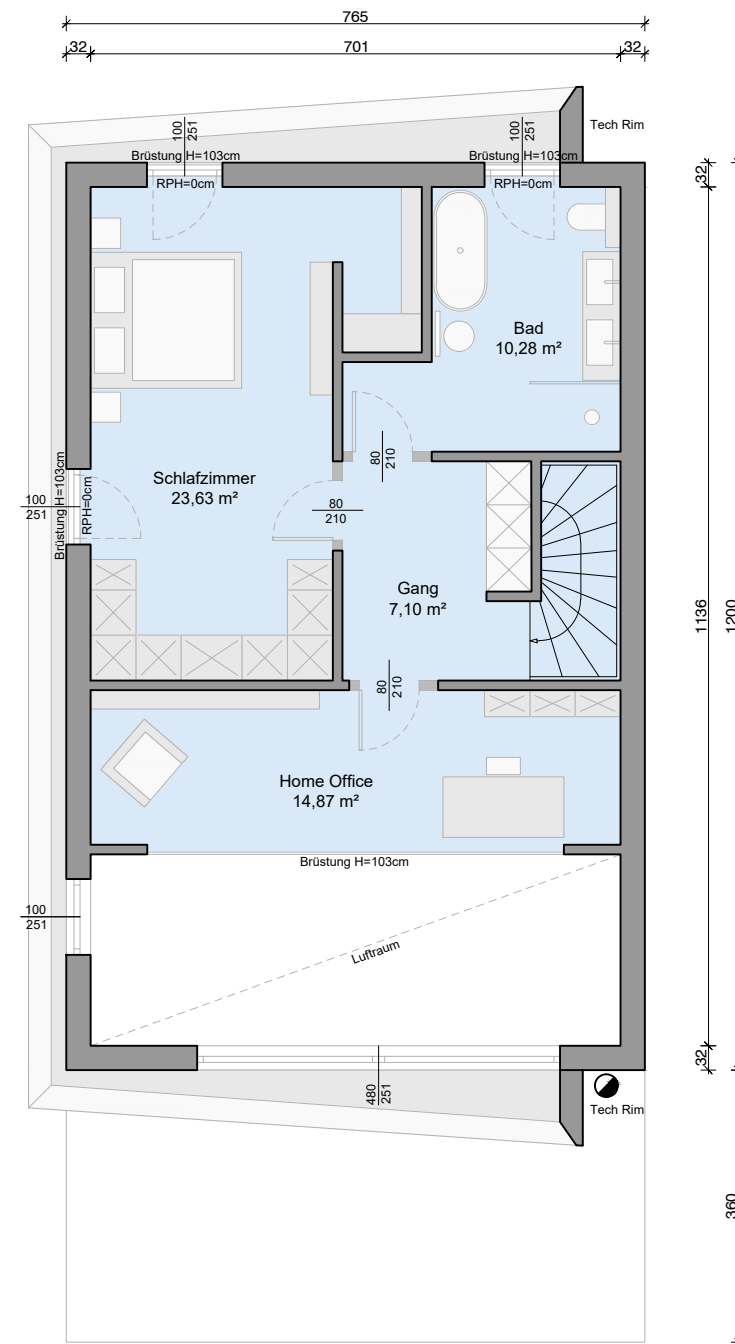 765
32
701
32
Tech Rim
100
251
100
251
Brüstung H=103cm
Brüstung H=103cm
RPH=0cm
RPH=0cm
32
Bad
10,28 m²
80
210
Brüstung H=103cm
RPH=0cm
Schlafzimmer
23,63 m²
100
251
80
210
Gang
7,10 m²
1136
1200
80
210
Home Office
14,87 m²
Brüstung H=103cm
100
251
Luftraum
32
480
251
Tech Rim
360